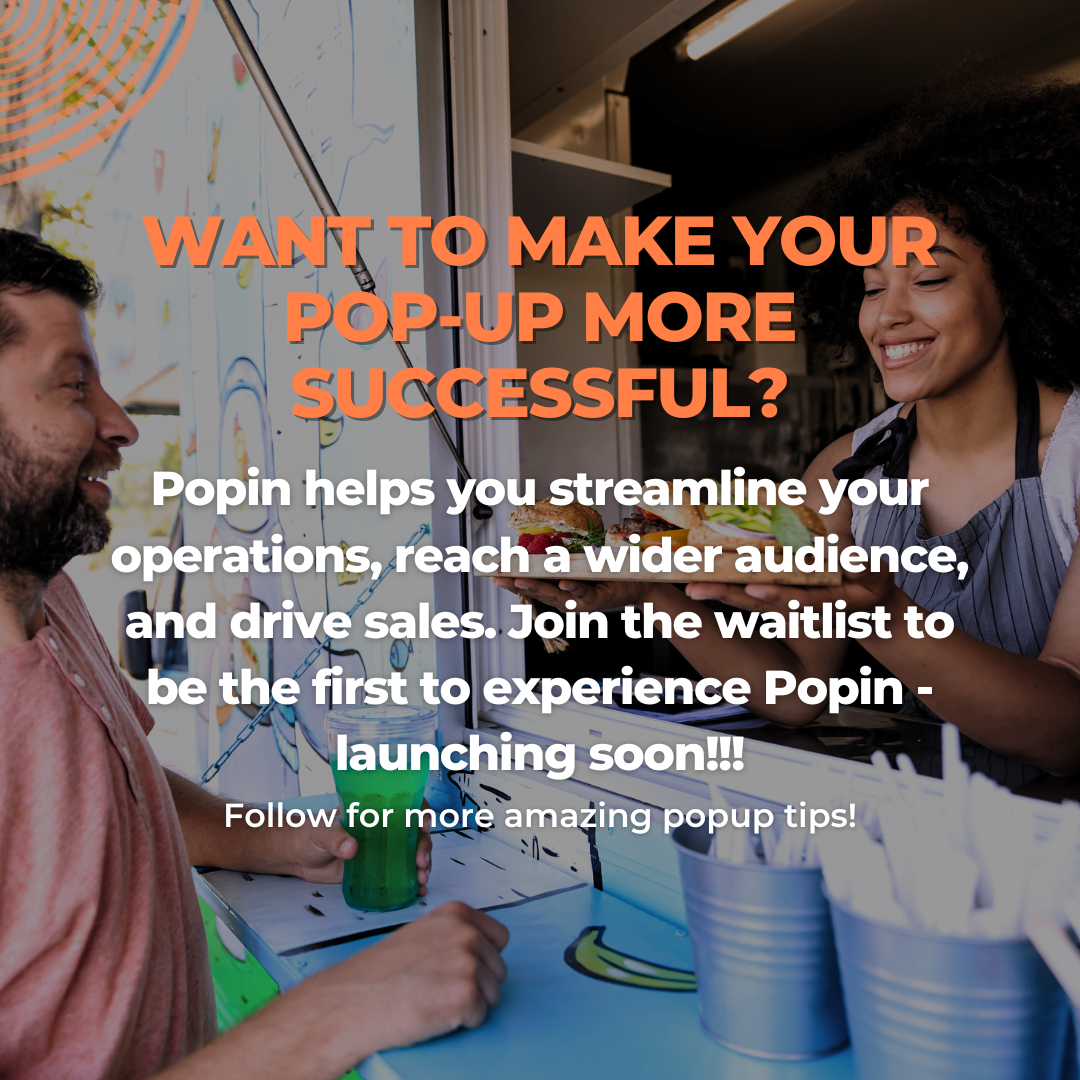 WANT TO MAKE YOUR
POP-UP MORE
SUCCESSFUL?
Popin helps you streamline your
operations, reach a wider audience,
and drive sales. Join the waitlist to
be the first to experience Popin -
launching soon!!!
Follow for more amazing popup tips!